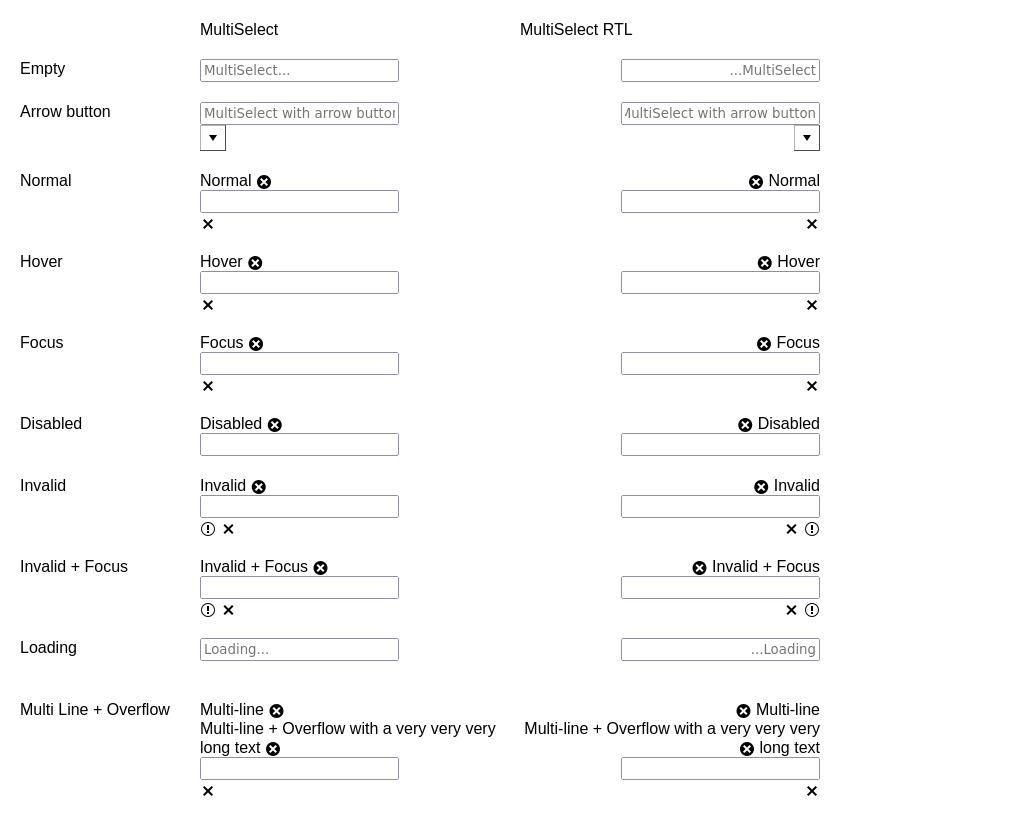 MultiSelect MultiSelect RTL
Empty MultiSelect... ...MultiSelect
Arrow button MultiSelect with arrow button MultiSelect with arrow button
Normal Normal Normal
Hover Hover Hover
Focus Focus Focus
Disabled Disabled Disabled
Invalid Invalid Invalid
Invalid + Focus Invalid + Focus Invalid + Focus
Loading Loading... ...Loading
Multi Line + Overflow Multi-line Multi-line
Multi-line + Overflow with a very very very Multi-line + Overflow with a very very very
long text long text